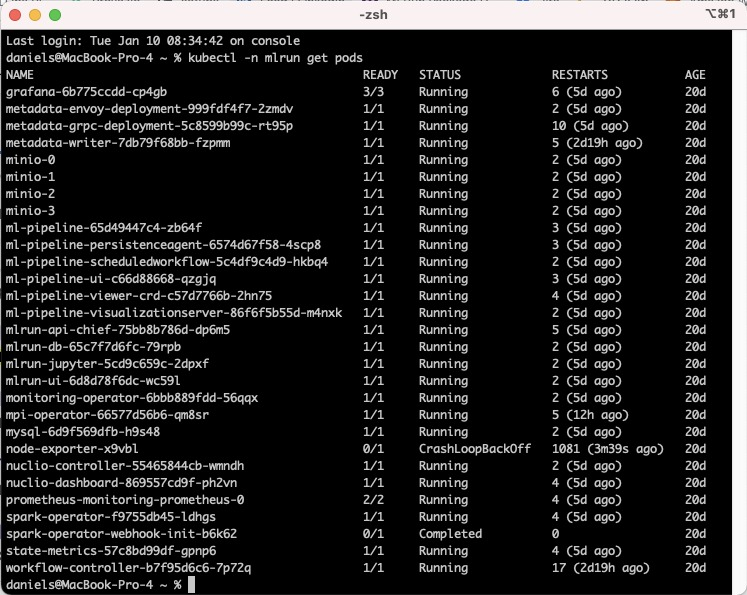 -zsh
⌥⌘1
Last login: Tue Jan 10 08:34:42 on console
daniels@MacBook-Pro-4 ~ % kubectl -n mlrun get pods
NAME READY STATUS RESTARTS AGE
grafana-6b775ccdd-cp4gb 3/3 Running 6 (5d ago) 20d
metadata-envoy-deployment-999fdf4f7-2zmdv 1/1 Running 2 (5d ago) 20d
metadata-grpc-deployment-5c8599b99c-rt95p 1/1 Running 10 (5d ago) 20d
metadata-writer-7db79f68bb-fzpmm 1/1 Running 5 (2d19h ago) 20d
minio-0 1/1 Running 2 (5d ago) 20d
minio-1 1/1 Running 2 (5d ago) 20d
minio-2 1/1 Running 2 (5d ago) 20d
minio-3 1/1 Running 2 (5d ago) 20d
ml-pipeline-65d49447c4-zb64f 1/1 Running 3 (5d ago) 20d
ml-pipeline-persistenceagent-6574d67f58-4scp8 1/1 Running 3 (5d ago) 20d
ml-pipeline-scheduledworkflow-5c4df9c4d9-hkbq4 1/1 Running 2 (5d ago) 20d
ml-pipeline-ui-c66d88668-qzgjq 1/1 Running 3 (5d ago) 20d
ml-pipeline-viewer-crd-c57d7766b-2hn75 1/1 Running 4 (5d ago) 20d
ml-pipeline-visualizationserver-86f6f5b55d-m4nxk 1/1 Running 2 (5d ago) 20d
mlrun-api-chief-75bb8b786d-dp6m5 1/1 Running 5 (5d ago) 20d
mlrun-db-65c7f7d6fc-79rpb 1/1 Running 2 (5d ago) 20d
mlrun-jupyter-5cd9c659c-2dpxf 1/1 Running 2 (5d ago) 20d
mlrun-ui-6d8d78f6dc-wc59l 1/1 Running 2 (5d ago) 20d
monitoring-operator-6bbb889fdd-56qqx 1/1 Running 2 (5d ago) 20d
mpi-operator-66577d56b6-qm8sr 1/1 Running 5 (12h ago) 20d
mysql-6d9f569dfb-h9s48 1/1 Running 2 (5d ago) 20d
node-exporter-x9vbl 0/1 CrashLoopBackOff 1081 (3m39s ago) 20d
nuclio-controller-55465844cb-wmndh 1/1 Running 2 (5d ago) 20d
nuclio-dashboard-869557cd9f-ph2vn 1/1 Running 4 (5d ago) 20d
prometheus-monitoring-prometheus-0 2/2 Running 4 (5d ago) 20d
spark-operator-f9755db45-ldhgs 1/1 Running 4 (5d ago) 20d
spark-operator-webhook-init-b6k62 0/1 Completed 0 20d
state-metrics-57c8bd99df-gpnp6 1/1 Running 4 (5d ago) 20d
workflow-controller-b7f95d6c6-7p72q 1/1 Running 17 (2d19h ago) 20d
daniels@MacBook-Pro-4 ~ %